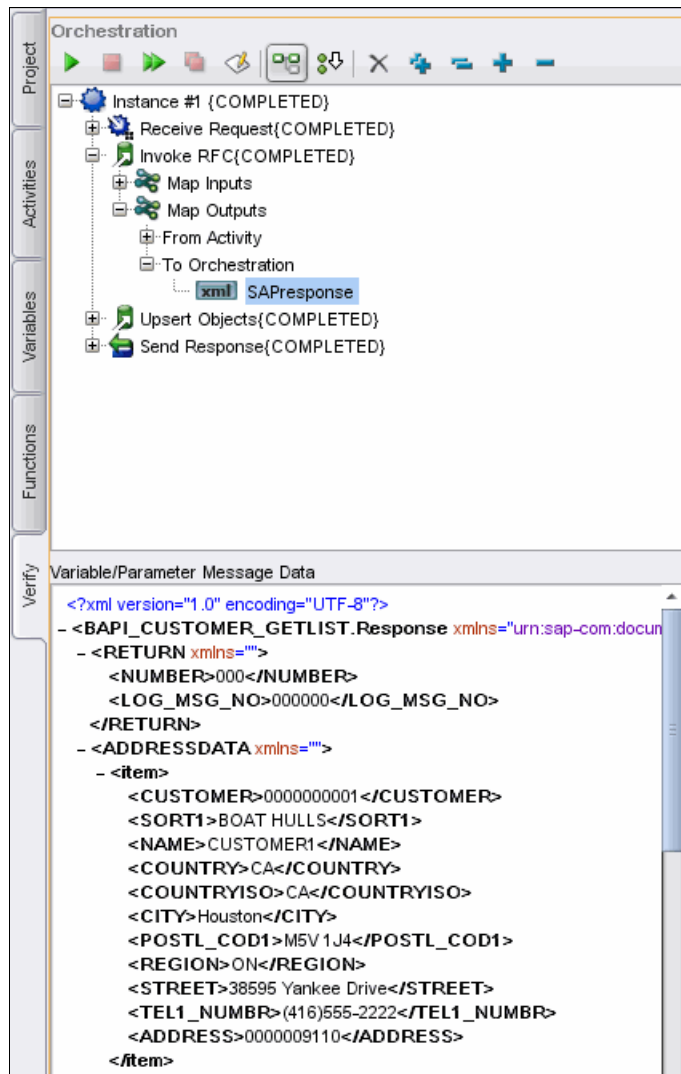 Orchestration
Project
Activities
Variables
Functions
Verify
Instance #1 {COMPLETED}
Receive Request{COMPLETED}
Invoke RFC{COMPLETED}
Map Inputs
Map Outputs
From Activity
To Orchestration
xml SAPresponse
Upsert Objects{COMPLETED}
Send Response{COMPLETED}
Variable/Parameter Message Data
<?xml version="1.0" encoding="UTF-8"?>
– <BAPI_CUSTOMER_GETLIST.Response xmlns="urn:sap-com:docum
– <RETURN xmlns="">
<NUMBER>000</NUMBER>
<LOG_MSG_NO>000000</LOG_MSG_NO>
</RETURN>
– <ADDRESSDATA xmlns="">
– <item>
<CUSTOMER>0000000001</CUSTOMER>
<SORT1>BOAT HULLS</SORT1>
<NAME>CUSTOMER1</NAME>
<COUNTRY>CA</COUNTRY>
<COUNTRYISO>CA</COUNTRYISO>
<CITY>Houston</CITY>
<POSTL_COD1>M5V 1J4</POSTL_COD1>
<REGION>ON</REGION>
<STREET>38595 Yankee Drive</STREET>
<TEL1_NUMBR>(416)555-2222</TEL1_NUMBR>
<ADDRESS>0000009110</ADDRESS>
</item>